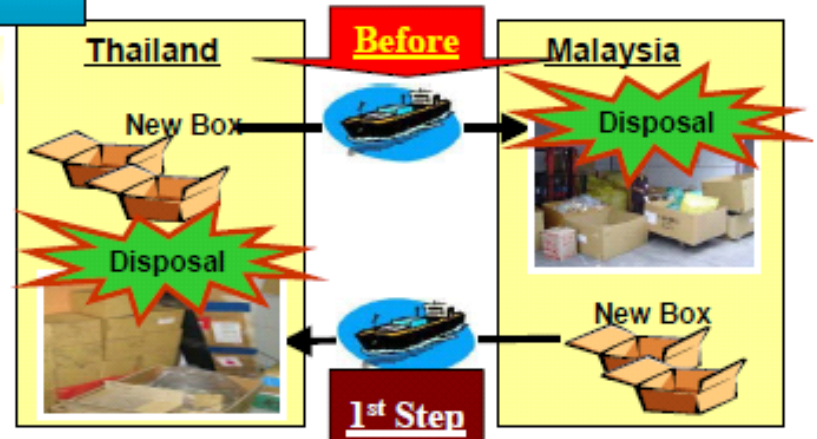 Thailand
Before
Malaysia
New Box
Disposal
Disposal
New Box
1st Step